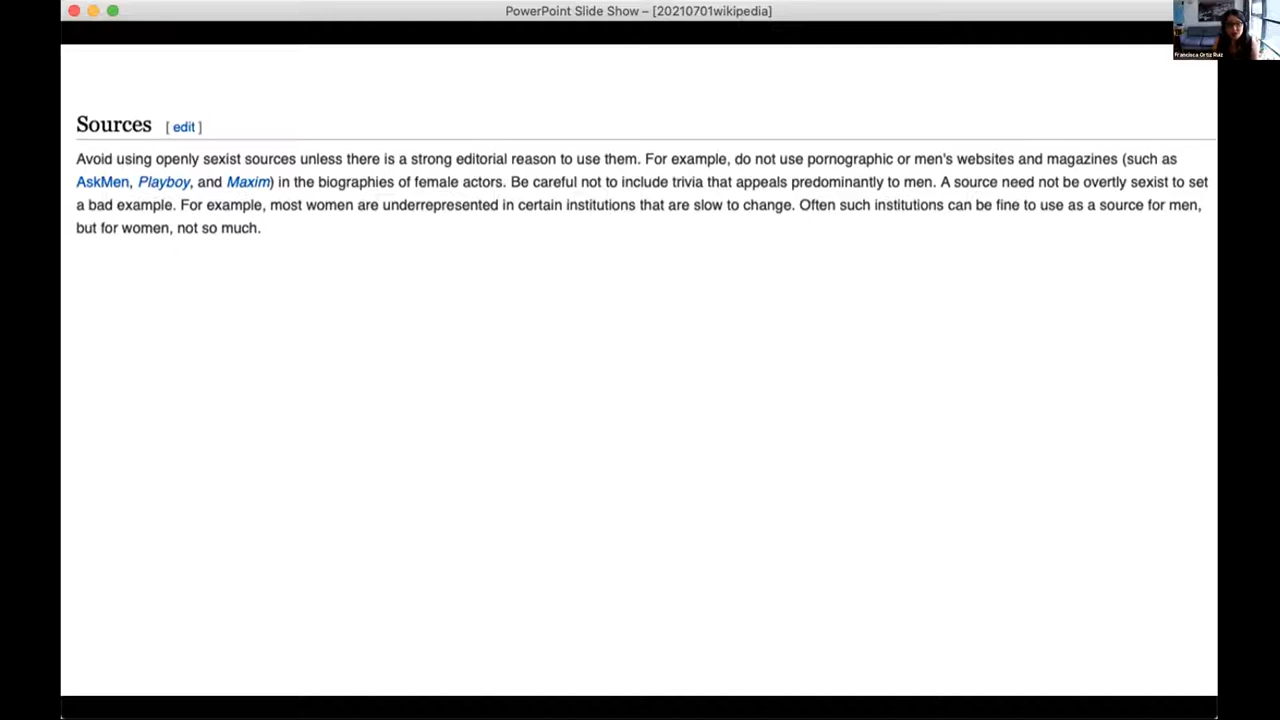 PowerPoint Slide Show – [20210701wikipedia]
Francisca Ortiz Ruiz
Sources [ edit ]
Avoid using openly sexist sources unless there is a strong editorial reason to use them. For example, do not use pornographic or men's websites and magazines (such as
AskMen, Playboy, and Maxim) in the biographies of female actors. Be careful not to include trivia that appeals predominantly to men. A source need not be overtly sexist to set
a bad example. For example, most women are underrepresented in certain institutions that are slow to change. Often such institutions can be fine to use as a source for men,
but for women, not so much.